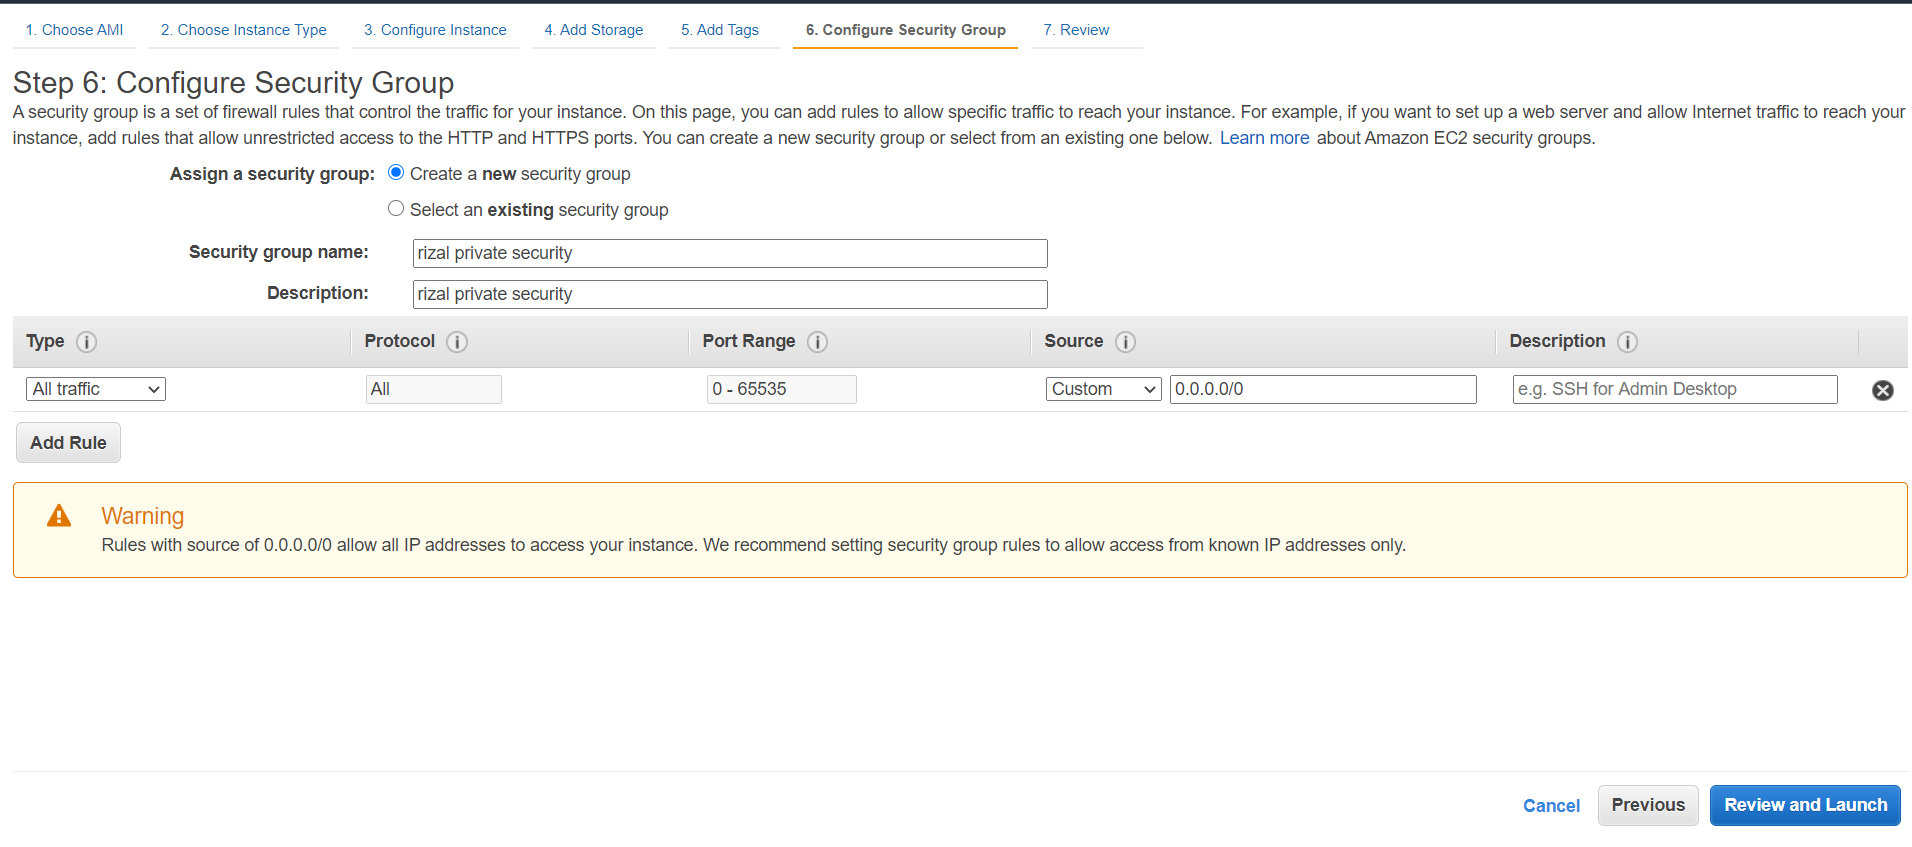 1. Choose AMI 2. Choose Instance Type 3. Configure Instance 4. Add Storage 5. Add Tags 6. Configure Security Group 7. Review
Step 6: Configure Security Group
A security group is a set of firewall rules that control the traffic for your instance. On this page, you can add rules to allow specific traffic to reach your instance. For example, if you want to set up a web server and allow Internet traffic to reach your
instance, add rules that allow unrestricted access to the HTTP and HTTPS ports. You can create a new security group or select from an existing one below. Learn more about Amazon EC2 security groups.
Assign a security group: Create a new security group
Select an existing security group
Security group name: rizal private security
Description: rizal private security
Type i Protocol i Port Range i Source i Description i
All traffic All 0 - 65535 Custom 0.0.0.0/0 e.g. SSH for Admin Desktop
Add Rule
Warning
Rules with source of 0.0.0.0/0 allow all IP addresses to access your instance. We recommend setting security group rules to allow access from known IP addresses only.
Cancel Previous Review and Launch